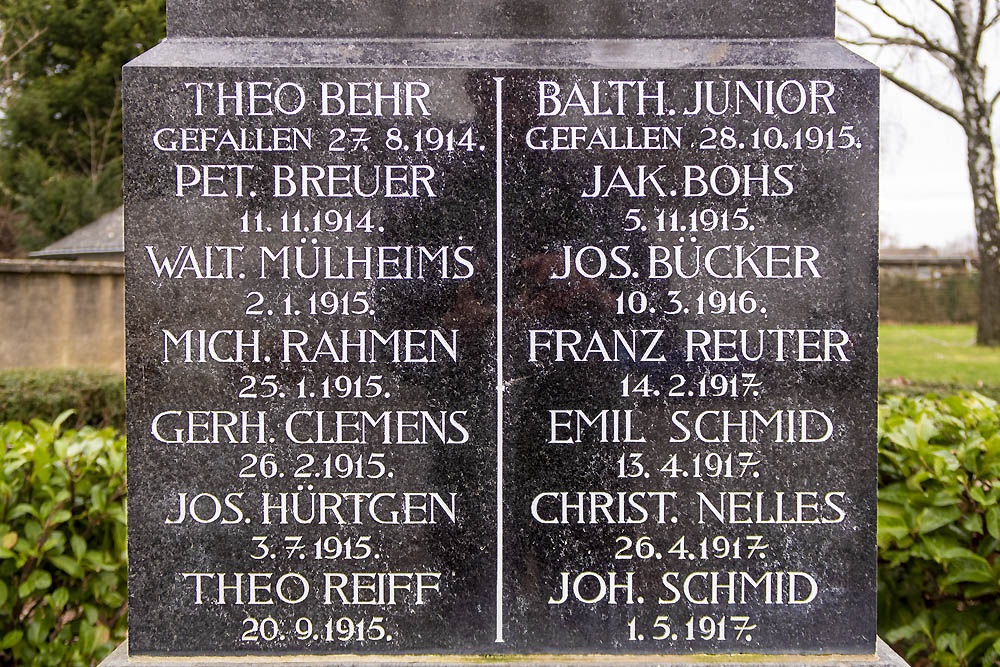 THEO BEHR
GEFALLEN 27. 8. 1914.
PET. BREUER
11. 11. 1914.
WALT. MÜLHEIMS
2. 1. 1915.
MICH. RAHMEN
25. 1. 1915.
GERH. CLEMENS
26. 2. 1915.
JOS. HÜRTGEN
3. 7. 1915.
THEO REIFF
20. 9. 1915.
BALTH. JUNIOR
GEFALLEN 28. 10. 1915.
JAK. BOHS
5. 11. 1915.
JOS. BÜCKER
10. 3. 1916.
FRANZ REUTER
14. 2. 1917.
EMIL SCHMID
13. 4. 1917.
CHRIST. NELLES
26. 4. 1917.
JOH. SCHMID
1. 5. 1917.